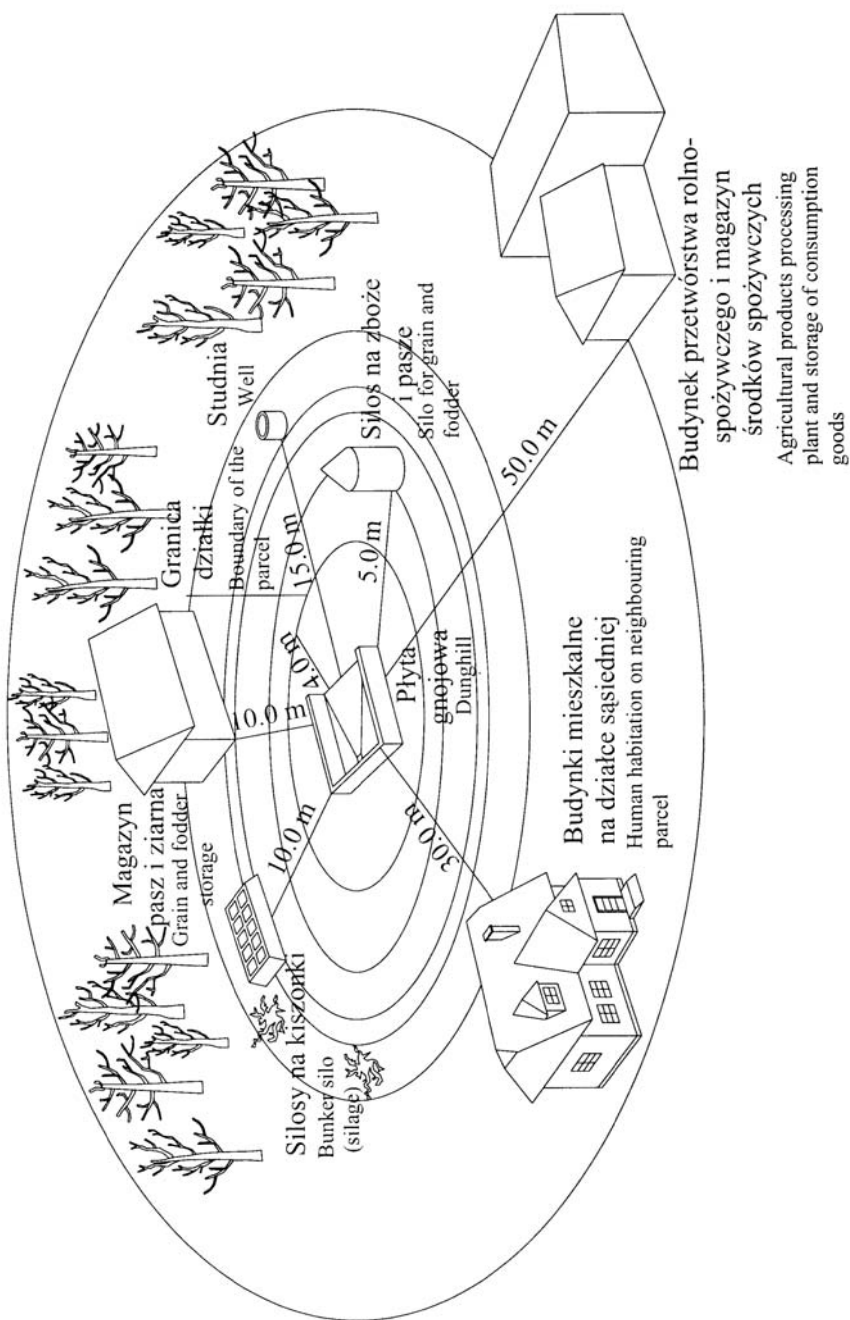 Magazyn
pasz i ziarna
Grain and fodder
storage
Granica
działki
Boundary of the
parcel
Studnia
Well
Silosy na kiszonki
Bunker silo
(silage)
10.0 m
10.0 m
4.0 m
15.0 m
5.0 m
Silos na zboże
i pasze
Silo for grain and
fodder
Płyta
gnojowa
Dunghill
30.0 m
50.0 m
Budynki mieszkalne
na działce sąsiedniej
Human habitation on neighbouring
parcel
Budynek przetwórstwa rolno-
spożywczego i magazyn
środków spożywczych
Agricultural products processing
plant and storage of consumption
goods